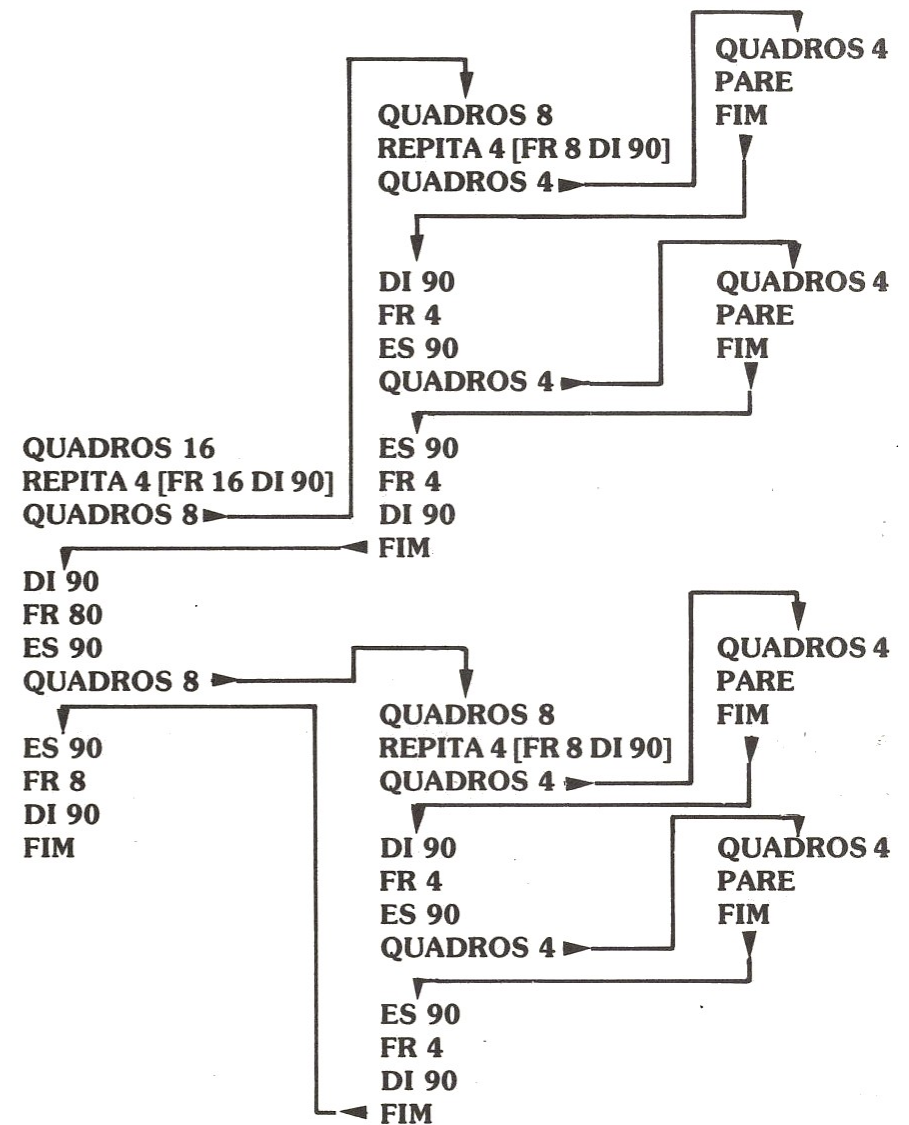 QUADROS 16
REPITA 4 [FR 16 DI 90]
QUADROS 8
QUADROS 8
REPITA 4 [FR 8 DI 90]
QUADROS 4
QUADROS 4
PARE
FIM
DI 90
FR 4
ES 90
QUADROS 4
QUADROS 4
PARE
FIM
ES 90
FR 4
DI 90
FIM
DI 90
FR 80
ES 90
QUADROS 8
QUADROS 8
REPITA 4 [FR 8 DI 90]
QUADROS 4
QUADROS 4
PARE
FIM
DI 90
FR 4
ES 90
QUADROS 4
QUADROS 4
PARE
FIM
ES 90
FR 4
DI 90
FIM
ES 90
FR 8
DI 90
FIM